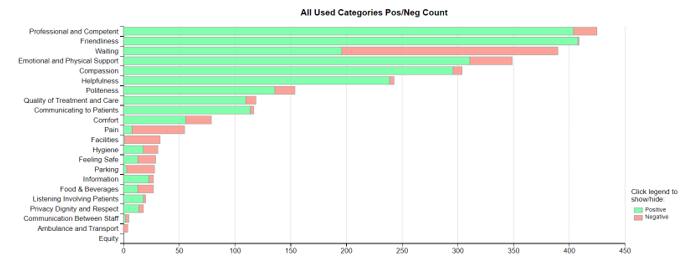 All Used Categories Pos/Neg Count
Professional and Competent
Friendliness
Waiting
Emotional and Physical Support
Compassion
Helpfulness
Politeness
Quality of Treatment and Care
Communicating to Patients
Comfort
Pain
Facilities
Hygiene
Feeling Safe
Parking
Information
Food & Beverages
Listening Involving Patients
Privacy Dignity and Respect
Communication Between Staff
Ambulance and Transport
Equity
0 50 100 150 200 250 300 350 400 450
Click legend to
show/hide:
Positive
Negative